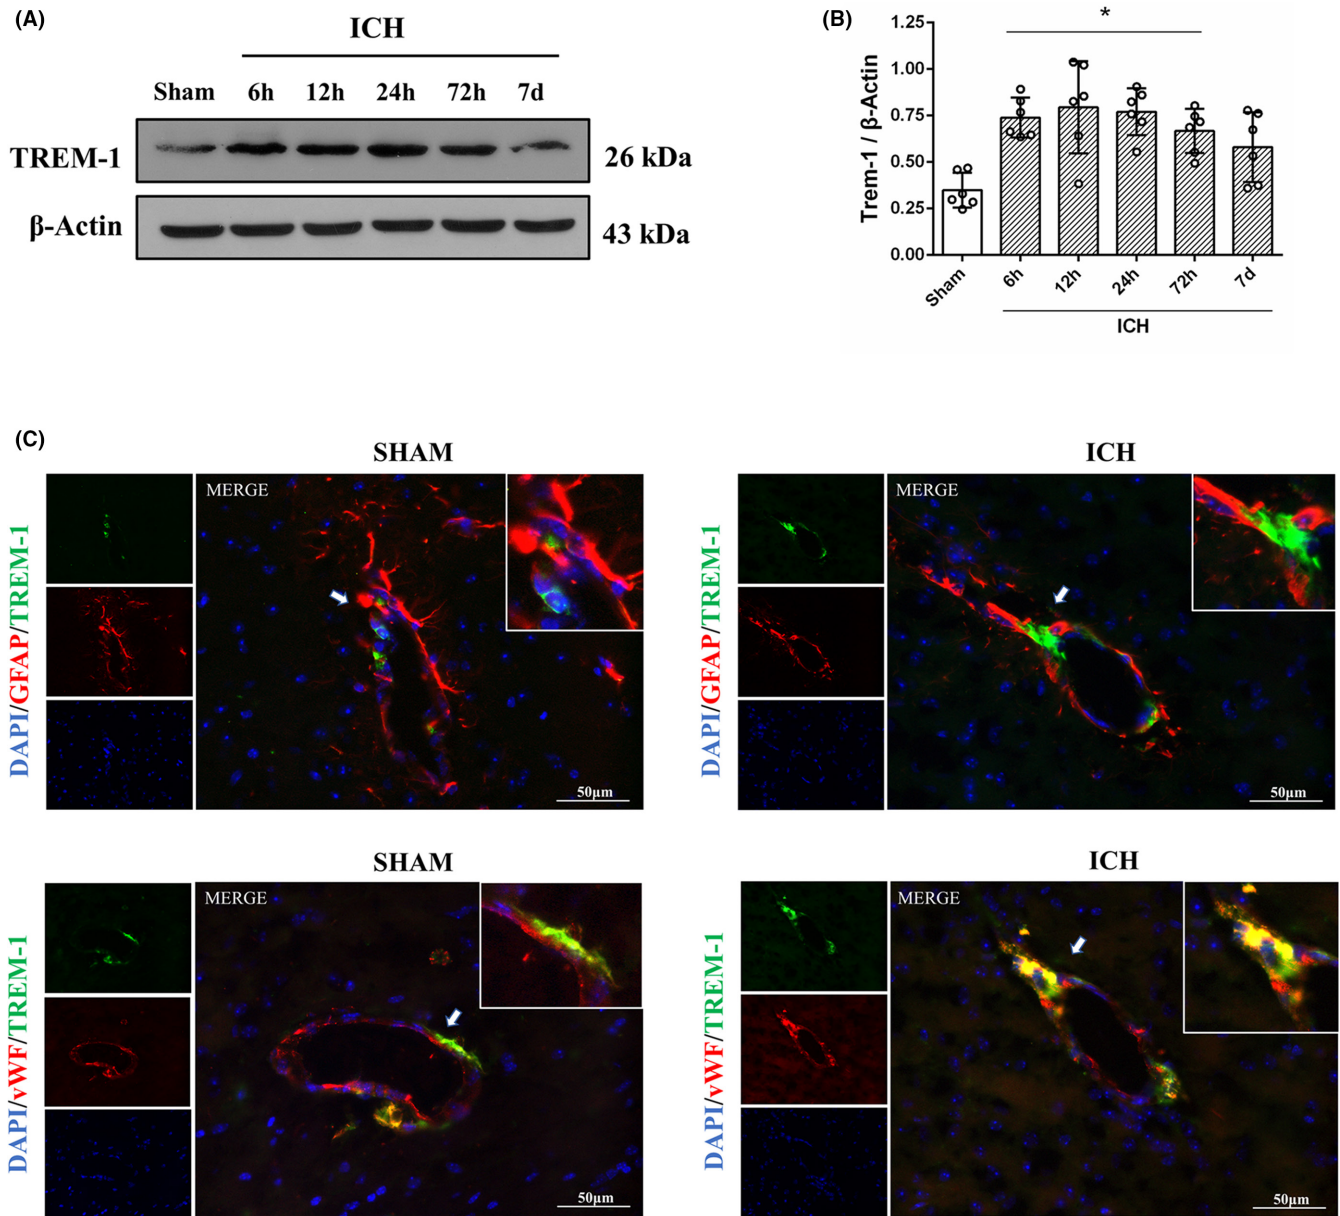 (A)
ICH
Sham 6h 12h 24h 72h 7d
TREM-1
26 kDa
β-Actin
43 kDa
(B)
*
1.25
1.00
0.75
0.50
0.25
0.00
Trem-1 / β-Actin
Sham 6h 12h 24h 72h 7d
ICH
(C)
SHAM
DAPI/GFAP/TREM-1
MERGE
50μm
ICH
DAPI/GFAP/TREM-1
MERGE
50μm
SHAM
DAPI/vWF/TREM-1
MERGE
50μm
ICH
DAPI/vWF/TREM-1
MERGE
50μm